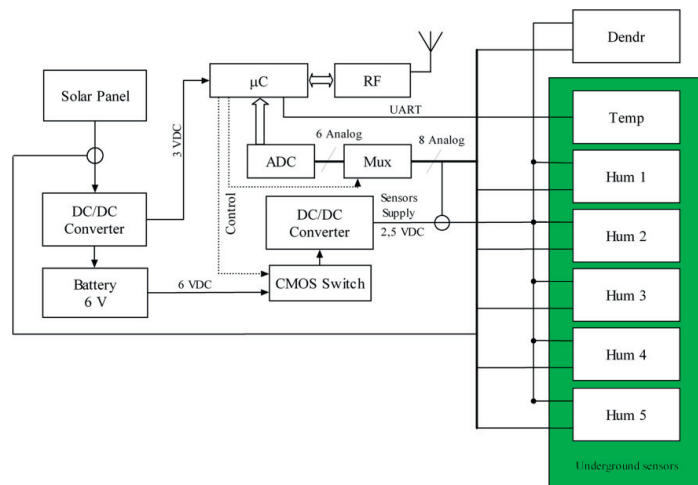 Dendr
μC
RF
Solar Panel
UART
Temp
6 Analog
8 Analog
3 VDC
ADC
Mux
Hum 1
Control
Sensors
Supply
2,5 VDC
DC/DC
Converter
DC/DC
Converter
Hum 2
Battery
6 V
6 VDC
CMOS Switch
Hum 3
Hum 4
Hum 5
Underground sensors